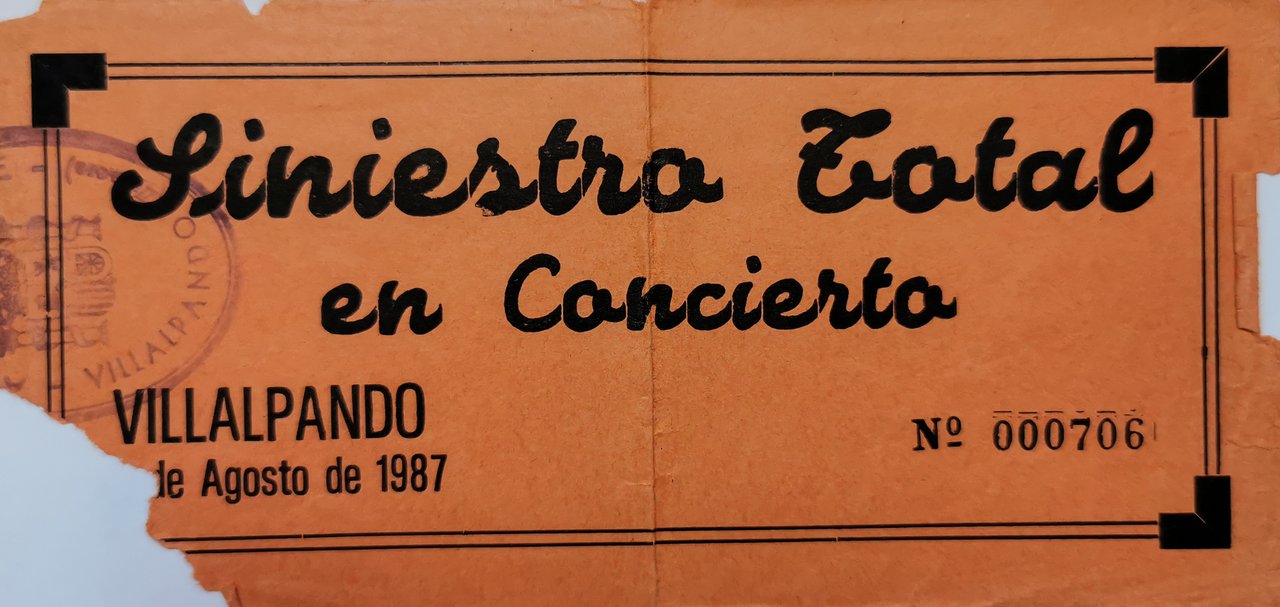 Siniestro Total
en Concierto
VILLALPANDO
VILLALPANDO
de Agosto de 1987
Nº 000706